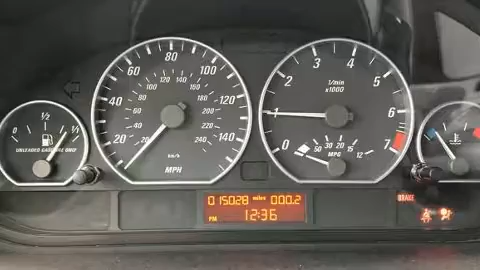 0 1/2 1/1
UNLEADED GASOLINE ONLY
20 40 60 80 100 120 140
20 40 60 80 100 120 140 160 180 200 220 240
km/h
MPH
0 1 2 3 4 5 6 7
1/min
x1000
50 30 20 15 12
MPG
015028 miles 000.2
PM 12:36
BRAKE